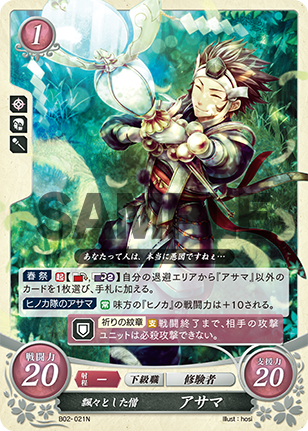 1
SAMPLE
あなたって人は、本当に悪図ですねぇ…
春祭 起 2 自分の退避エリアから『アサマ』以外の
カードを1枚選び、手札に加える。
ヒノカ隊のアサマ 常 味方の『ヒノカ』の戦闘力は+10される。
祈りの紋章 支 戦闘終了まで、相手の攻撃
ユニットは必殺攻撃できない。
戦闘力 20
射程 –
下級職
修験者
支援力 20
飄々とした僧
アサマ
B02-021N
Illust : hosi